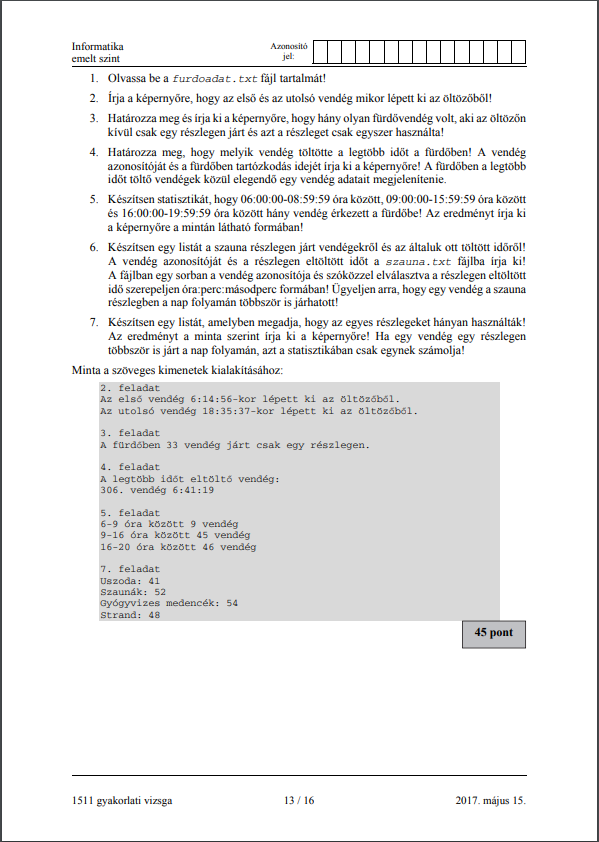 Informatika
emelt szint
Azonosító
jel:
1. Olvassa be a furdoadat.txt fájl tartalmát!
2. Írja a képernyőre, hogy az első és az utolsó vendég mikor lépett ki az öltözőből!
3. Határozza meg és írja ki a képernyőre, hogy hány olyan fürdővendég volt, aki az öltözőn
kívül csak egy részlegen járt és azt a részleget csak egyszer használta!
4. Határozza meg, hogy melyik vendég töltötte a legtöbb időt a fürdőben! A vendég
azonosítóját és a fürdőben tartózkodás idejét írja ki a képernyőre! A fürdőben a legtöbb
időt töltő vendégek közül elegendő egy vendég adatait megjelenítenie.
5. Készítsen statisztikát, hogy 06:00:00-08:59:59 óra között, 09:00:00-15:59:59 óra között
és 16:00:00-19:59:59 óra között hány vendég érkezett a fürdőbe! Az eredményt írja ki
a képernyőre a mintán látható formában!
6. Készítsen egy listát a szauna részlegen járt vendégekről és az általuk ott töltött időről!
A vendég azonosítóját és a részlegen eltöltött időt a szauna.txt fájlba írja ki!
A fájlban egy sorban a vendég azonosítója és szóközzel elválasztva a részlegen eltöltött
idő szerepeljen óra:perc:másodperc formában! Ügyeljen arra, hogy egy vendég a szauna
részlegben a nap folyamán többször is járhatott!
7. Készítsen egy listát, amelyben megadja, hogy az egyes részlegeket hányan használták!
Az eredményt a minta szerint írja ki a képernyőre! Ha egy vendég egy részlegen
többször is járt a nap folyamán, azt a statisztikában csak egynek számolja!
Minta a szöveges kimenetek kialakításához:
2. feladat
Az első vendég 6:14:56-kor lépett ki az öltözőből.
Az utolsó vendég 18:35:37-kor lépett ki az öltözőből.
3. feladat
A fürdőben 33 vendég járt csak egy részlegen.
4. feladat
A legtöbb időt eltöltő vendég:
306. vendég 6:41:19
5. feladat
6-9 óra között 9 vendég
9-16 óra között 45 vendég
16-20 óra között 46 vendég
7. feladat
Uszoda: 41
Szaunák: 52
Gyógyvizes medencék: 54
Strand: 48
45 pont
1511 gyakorlati vizsga
13 / 16
2017. május 15.